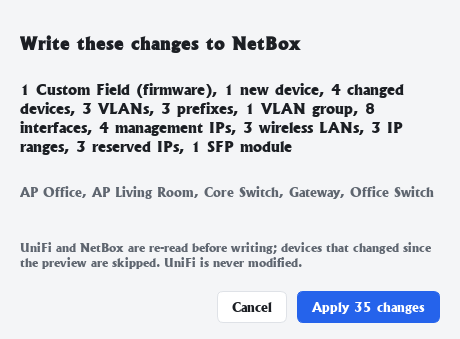 Write these changes to NetBox
1 Custom Field (firmware), 1 new device, 4 changed
devices, 3 VLANs, 3 prefixes, 1 VLAN group, 8
interfaces, 4 management IPs, 3 wireless LANs, 3 IP
ranges, 3 reserved IPs, 1 SFP module
AP Office, AP Living Room, Core Switch, Gateway, Office Switch
UniFi and NetBox are re-read before writing; devices that changed since
the preview are skipped. UniFi is never modified.
Cancel
Apply 35 changes